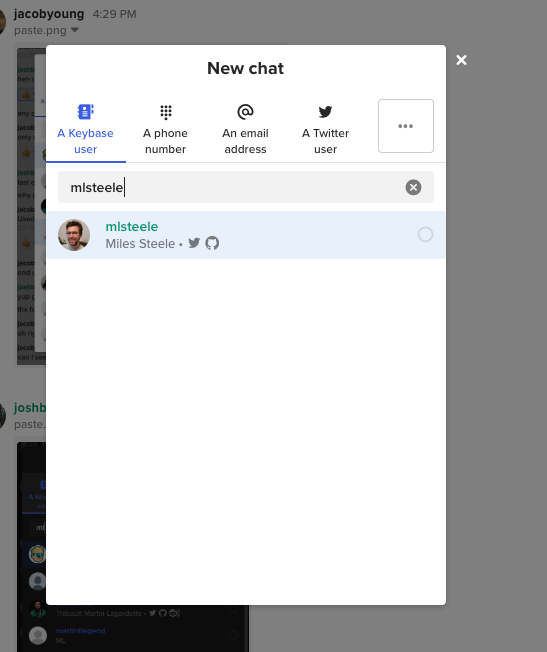 jacobyoung 4:29 PM
paste.png
New chat
A Keybase user
A phone number
An email address
A Twitter user
mlsteele
mlsteele
Miles Steele •
joshb
paste.
Thibault Martin-Lagardette •
martinlegend
ML